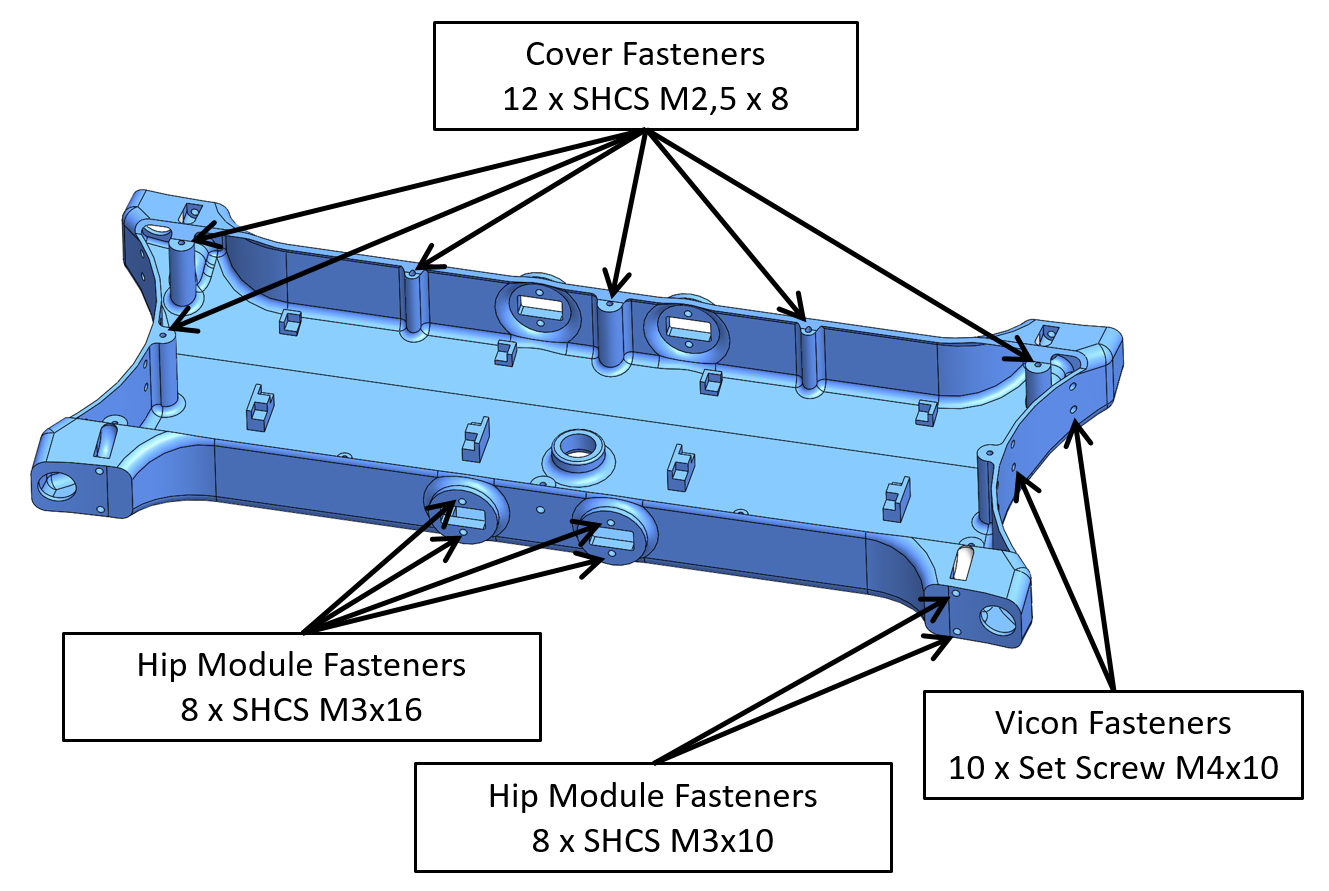 Cover Fasteners
12 x SHCS M2,5 x 8
Hip Module Fasteners
8 x SHCS M3x16
Vicon Fasteners
10 x Set Screw M4x10
Hip Module Fasteners
8 x SHCS M3x10